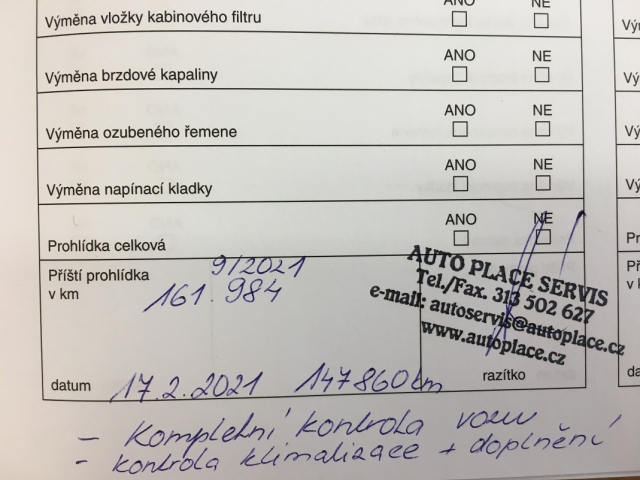 ANO NE
Výměna vložky kabinového filtru
ANO NE
Výměna brzdové kapaliny
ANO NE
Výměna ozubeného řemene
ANO NE
Výměna napínací kladky
ANO NE
Prohlídka celková
Příští prohlídka 9/2021
v km 161.984
AUTO PLACE SERVIS
Tel./Fax. 313 502 627
e-mail: autoservis@autoplace.cz
www.autoplace.cz
datum 17.2.2021 147860 km razítko
- Kompletní kontrola vozu
- kontrola klimatizace + doplnění